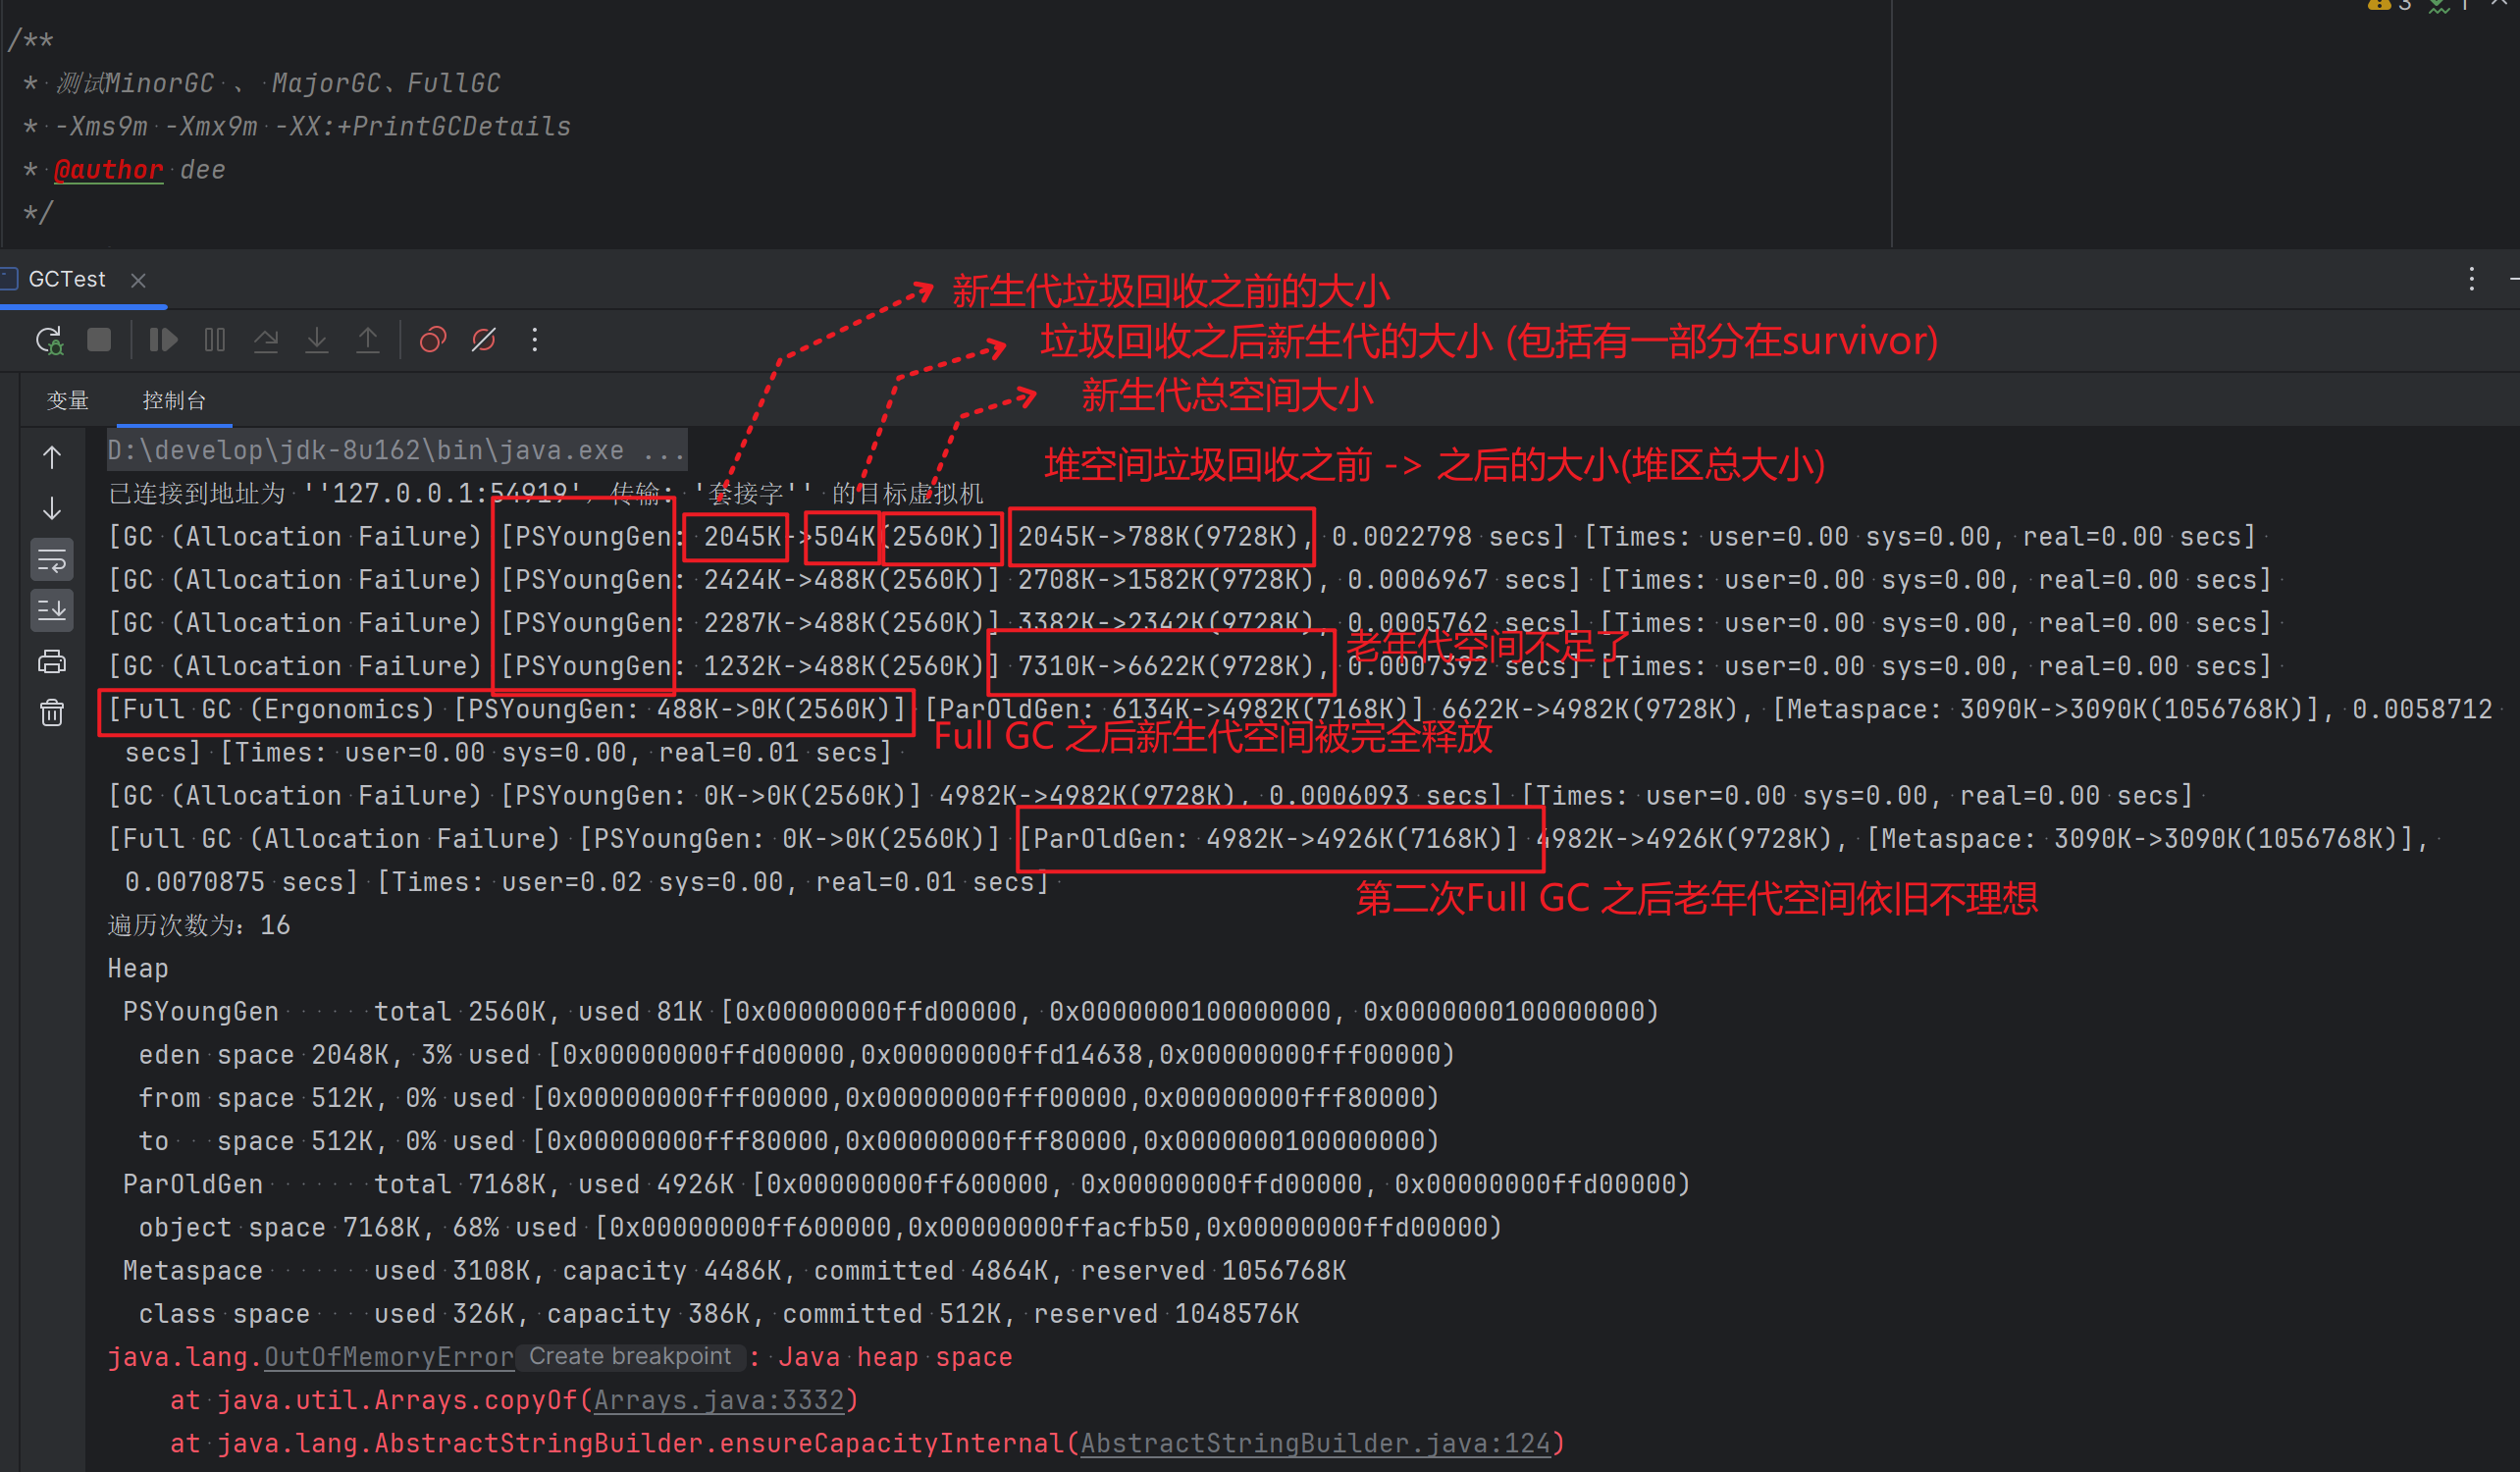 3 1
/**
* 测试MinorGC 、 MajorGC、FullGC
* -Xms9m -Xmx9m -XX:+PrintGCDetails
* @author dee
*/
GCTest
新生代垃圾回收之前的大小
垃圾回收之后新生代的大小 (包括有一部分在survivor)
变量 控制台
新生代总空间大小
D:\develop\jdk-8u162\bin\java.exe ...
堆空间垃圾回收之前 -> 之后的大小(堆区总大小)
已连接到地址为 ''127.0.0.1:54919', 传输: '套接字'' 的目标虚拟机
[GC (Allocation Failure) [PSYoungGen: 2045K->504K(2560K)] 2045K->788K(9728K), 0.0022798 secs] [Times: user=0.00 sys=0.00, real=0.00 secs]
[GC (Allocation Failure) [PSYoungGen: 2424K->488K(2560K)] 2708K->1582K(9728K), 0.0006967 secs] [Times: user=0.00 sys=0.00, real=0.00 secs]
[GC (Allocation Failure) [PSYoungGen: 2287K->488K(2560K)] 3382K->2342K(9728K), 0.0005762 secs] [Times: user=0.00 sys=0.00, real=0.00 secs]
老年代空间不足了
[GC (Allocation Failure) [PSYoungGen: 1232K->488K(2560K)] 7310K->6622K(9728K), 0.0007392 secs] [Times: user=0.00 sys=0.00, real=0.00 secs]
[Full GC (Ergonomics) [PSYoungGen: 488K->0K(2560K)] [ParOldGen: 6134K->4982K(7168K)] 6622K->4982K(9728K), [Metaspace: 3090K->3090K(1056768K)], 0.0058712
Full GC 之后新生代空间被完全释放
secs] [Times: user=0.00 sys=0.00, real=0.01 secs]
[GC (Allocation Failure) [PSYoungGen: 0K->0K(2560K)] 4982K->4982K(9728K), 0.0006093 secs] [Times: user=0.00 sys=0.00, real=0.00 secs]
[Full GC (Allocation Failure) [PSYoungGen: 0K->0K(2560K)] [ParOldGen: 4982K->4926K(7168K)] 4982K->4926K(9728K), [Metaspace: 3090K->3090K(1056768K)],
0.0070875 secs] [Times: user=0.02 sys=0.00, real=0.01 secs]
第二次Full GC 之后老年代空间依旧不理想
遍历次数为：16
Heap
PSYoungGen total 2560K, used 81K [0x00000000ffd00000, 0x0000000100000000, 0x0000000100000000)
eden space 2048K, 3% used [0x00000000ffd00000,0x00000000ffd14638,0x00000000fff00000)
from space 512K, 0% used [0x00000000fff00000,0x00000000fff00000,0x00000000fff80000)
to space 512K, 0% used [0x00000000fff80000,0x00000000fff80000,0x0000000100000000)
ParOldGen total 7168K, used 4926K [0x00000000ff600000, 0x00000000ffd00000, 0x00000000ffd00000)
object space 7168K, 68% used [0x00000000ff600000,0x00000000ffacfb50,0x00000000ffd00000)
Metaspace used 3108K, capacity 4486K, committed 4864K, reserved 1056768K
class space used 326K, capacity 386K, committed 512K, reserved 1048576K
java.lang.OutOfMemoryError Create breakpoint : Java heap space
at java.util.Arrays.copyOf(Arrays.java:3332)
at java.lang.AbstractStringBuilder.ensureCapacityInternal(AbstractStringBuilder.java:124)